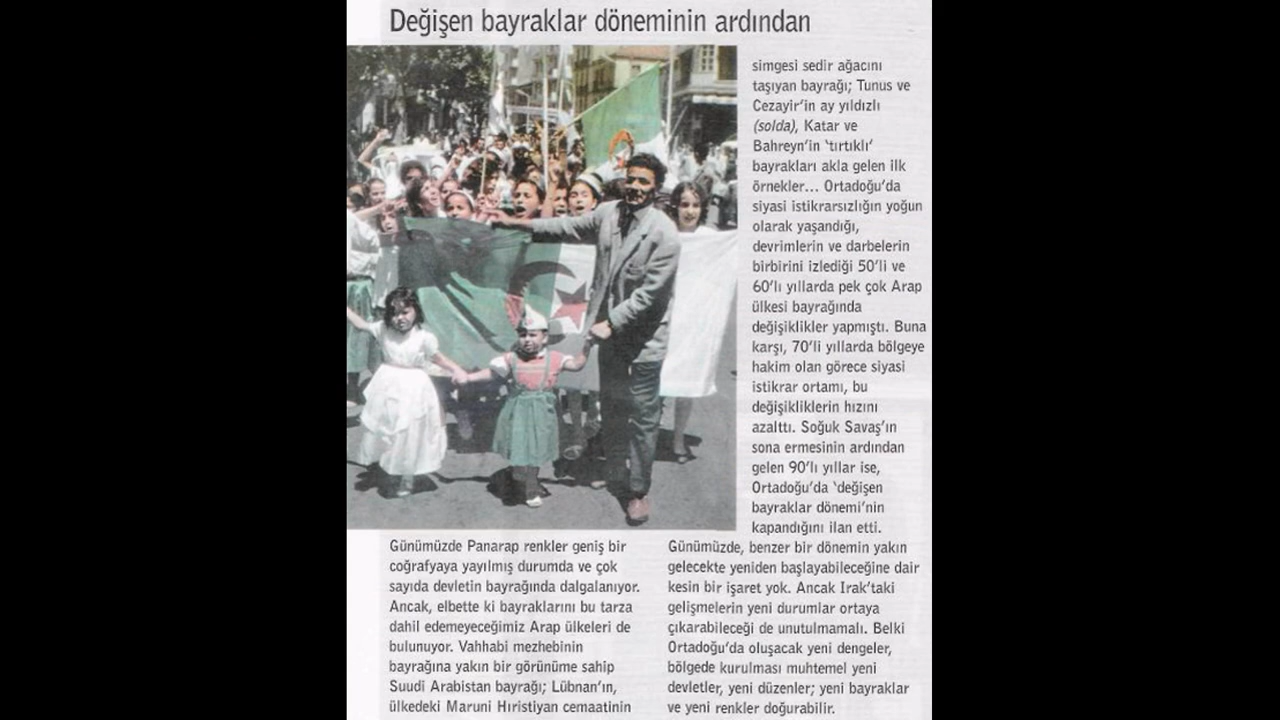 Değişen bayraklar döneminin ardından
Günümüzde Panarap renkler geniş bir
coğrafyaya yayılmış durumda ve çok
sayıda devletin bayrağında dalgalanıyor.
Ancak, elbette ki bayraklarını bu tarza
dahil edemeyeceğimiz Arap ülkeleri de
bulunuyor. Vahhabi mezhebinin
bayrağına yakın bir görünüme sahip
Suudi Arabistan bayrağı; Lübnan'ın,
ülkedeki Maruni Hıristiyan cemaatinin
simgesi sedir ağacını
taşıyan bayrağı; Tunus ve
Cezayir'in ay yıldızlı
(solda), Katar ve
Bahreyn'in 'tırtıklı'
bayrakları akla gelen ilk
örnekler... Ortadoğu'da
siyasi istikrarsızlığın yoğun
olarak yaşandığı,
devrimlerin ve darbelerin
birbirini izlediği 50'li ve
60'lı yıllarda pek çok Arap
ülkesi bayrağında
değişiklikler yapmıştı. Buna
karşı, 70'li yıllarda bölgeye
hakim olan görece siyasi
istikrar ortamı, bu
değişikliklerin hızını
azalttı. Soğuk Savaş'ın
sona ermesinin ardından
gelen 90'lı yıllar ise,
Ortadoğu'da 'değişen
bayraklar dönemi'nin
kapandığını ilan etti.
Günümüzde, benzer bir dönemin yakın
gelecekte yeniden başlayabileceğine dair
kesin bir işaret yok. Ancak Irak'taki
gelişmelerin yeni durumlar ortaya
çıkarabileceği de unutulmamalı. Belki
Ortadoğu'da oluşacak yeni dengeler,
bölgede kurulması muhtemel yeni
devletler, yeni düzenler; yeni bayraklar
ve yeni renkler doğurabilir.